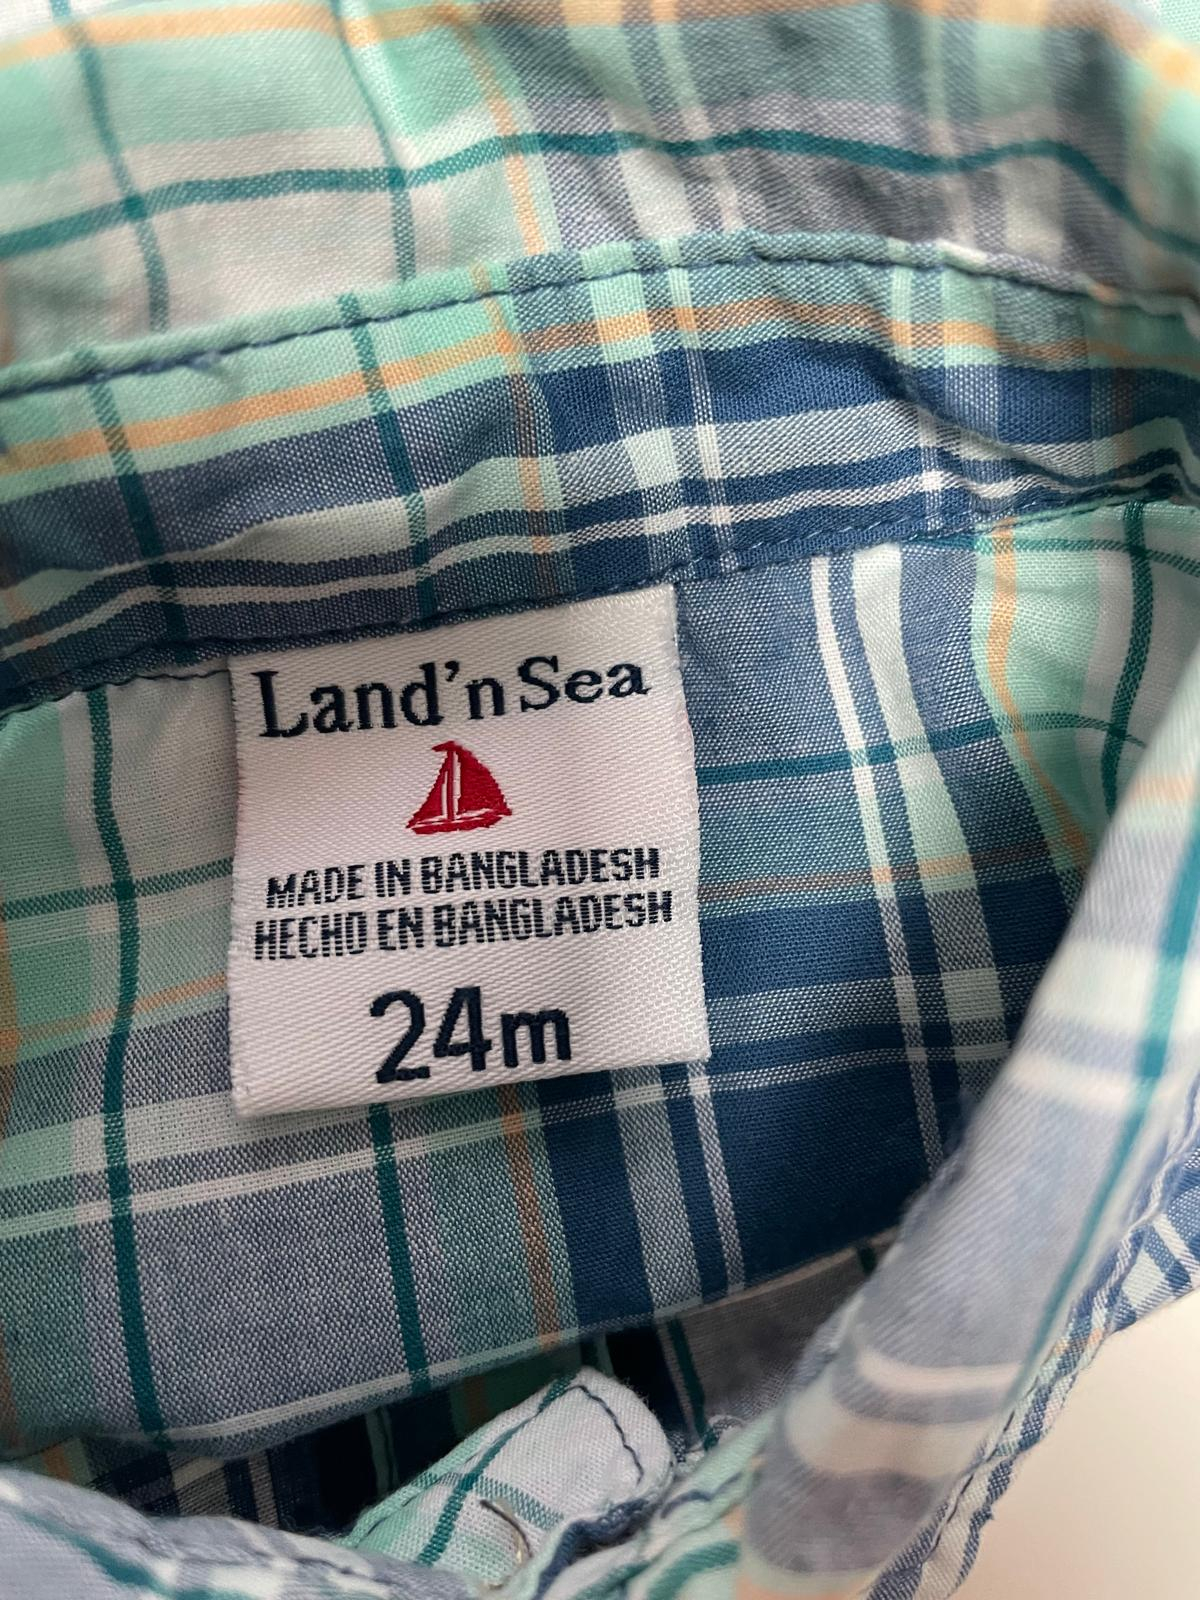 Land'n Sea
MADE IN BANGLADESH
HECHO EN BANGLADESH
24m